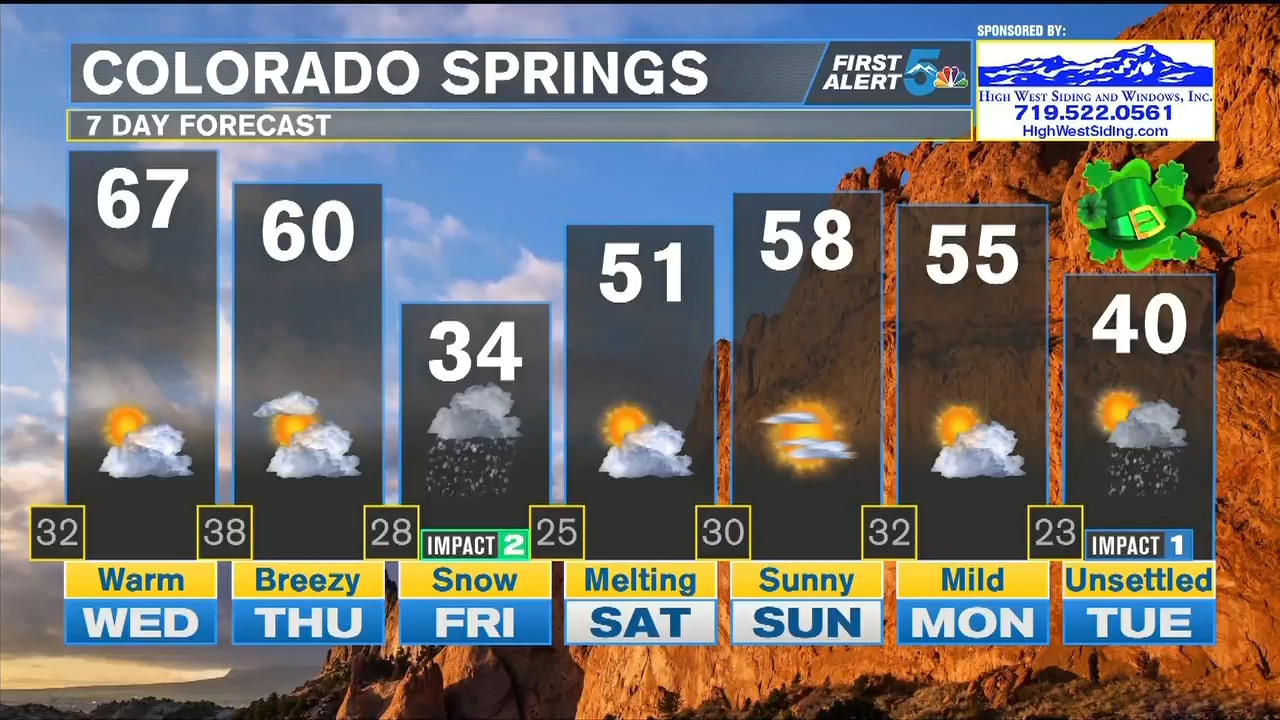 SPONSORED BY:
COLORADO SPRINGS
FIRST
ALERT 5
HIGH WEST SIDING AND WINDOWS, INC.
719.522.0561
HighWestSiding.com
7 DAY FORECAST
67
60
34
51
58
55
40
32
38
28
25
30
32
23
IMPACT 2
IMPACT 1
Warm
Breezy
Snow
Melting
Sunny
Mild
Unsettled
WED
THU
FRI
SAT
SUN
MON
TUE